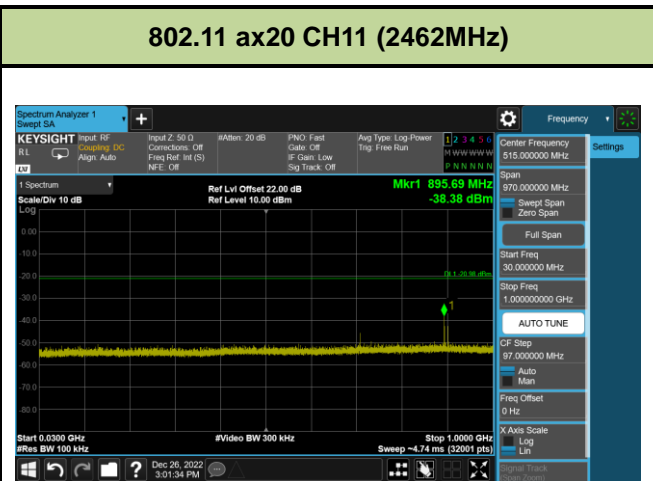 802.11 ax20 CH11 (2462MHz)
Spectrum Analyzer 1
Swept SA
Frequency
KEYSIGHT
RL
Input: RF
Coupling: DC
Align: Auto
Input Z: 50 Ω
Corrections: Off
Freq Ref: Int (S)
NFE: Off
#Atten: 20 dB
PNO: Fast
Gate: Off
IF Gain: Low
Sig Track: Off
Avg Type: Log-Power
Trig: Free Run
1 2 3 4 5 6
M W W W W W
P N N N N N
Center Frequency
515.000000 MHz
Settings
1 Spectrum
Scale/Div 10 dB
Log
Ref Lvl Offset 22.00 dB
Ref Level 10.00 dBm
Mkr1 895.69 MHz
-38.38 dBm
Span
970.000000 MHz
Swept Span
Zero Span
Full Span
Start Freq
30.000000 MHz
Stop Freq
1.000000000 GHz
AUTO TUNE
CF Step
97.000000 MHz
Auto
Man
Freq Offset
0 Hz
X Axis Scale
Log
Lin
Signal Track
(Span Zoom)
0.00
-10.0
-20.0
-30.0
-40.0
-50.0
-60.0
-70.0
-80.0
1
Start 0.0300 GHz
#Res BW 100 kHz
#Video BW 300 kHz
Stop 1.0000 GHz
Sweep ~4.74 ms (32001 pts)
?
Dec 26, 2022
3:01:34 PM